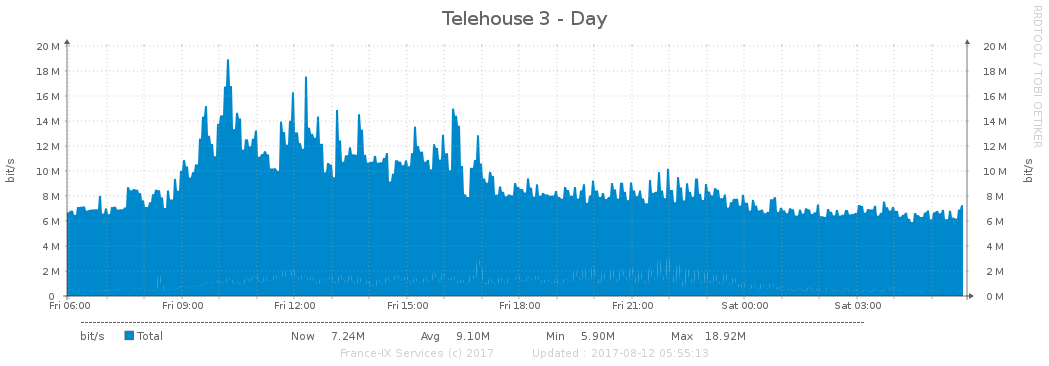 Telehouse 3 - Day
RRDTOOL / TOBI OETIKER
bit/s
20 M 20 M
18 M 18 M
16 M 16 M
14 M 14 M
12 M 12 M
10 M 10 M
8 M 8 M
6 M 6 M
4 M 4 M
2 M 2 M
0 0 M
bit/s
Fri 06:00 Fri 09:00 Fri 12:00 Fri 15:00 Fri 18:00 Fri 21:00 Sat 00:00 Sat 03:00
bit/s Total Now 7.24M Avg 9.10M Min 5.90M Max 18.92M
France-IX Services (c) 2017 Updated : 2017-08-12 05:55:13